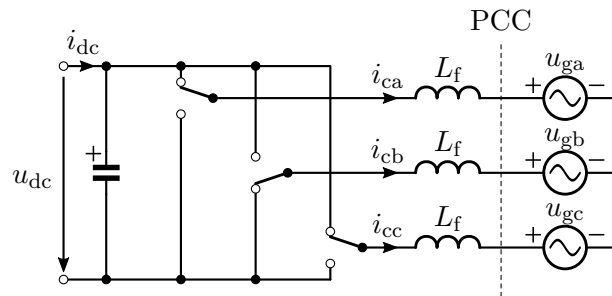 PCC
i_dc
i_ca
L_f
u_ga
+
−
u_dc
+
i_cb
L_f
u_gb
+
−
i_cc
L_f
u_gc
+
−